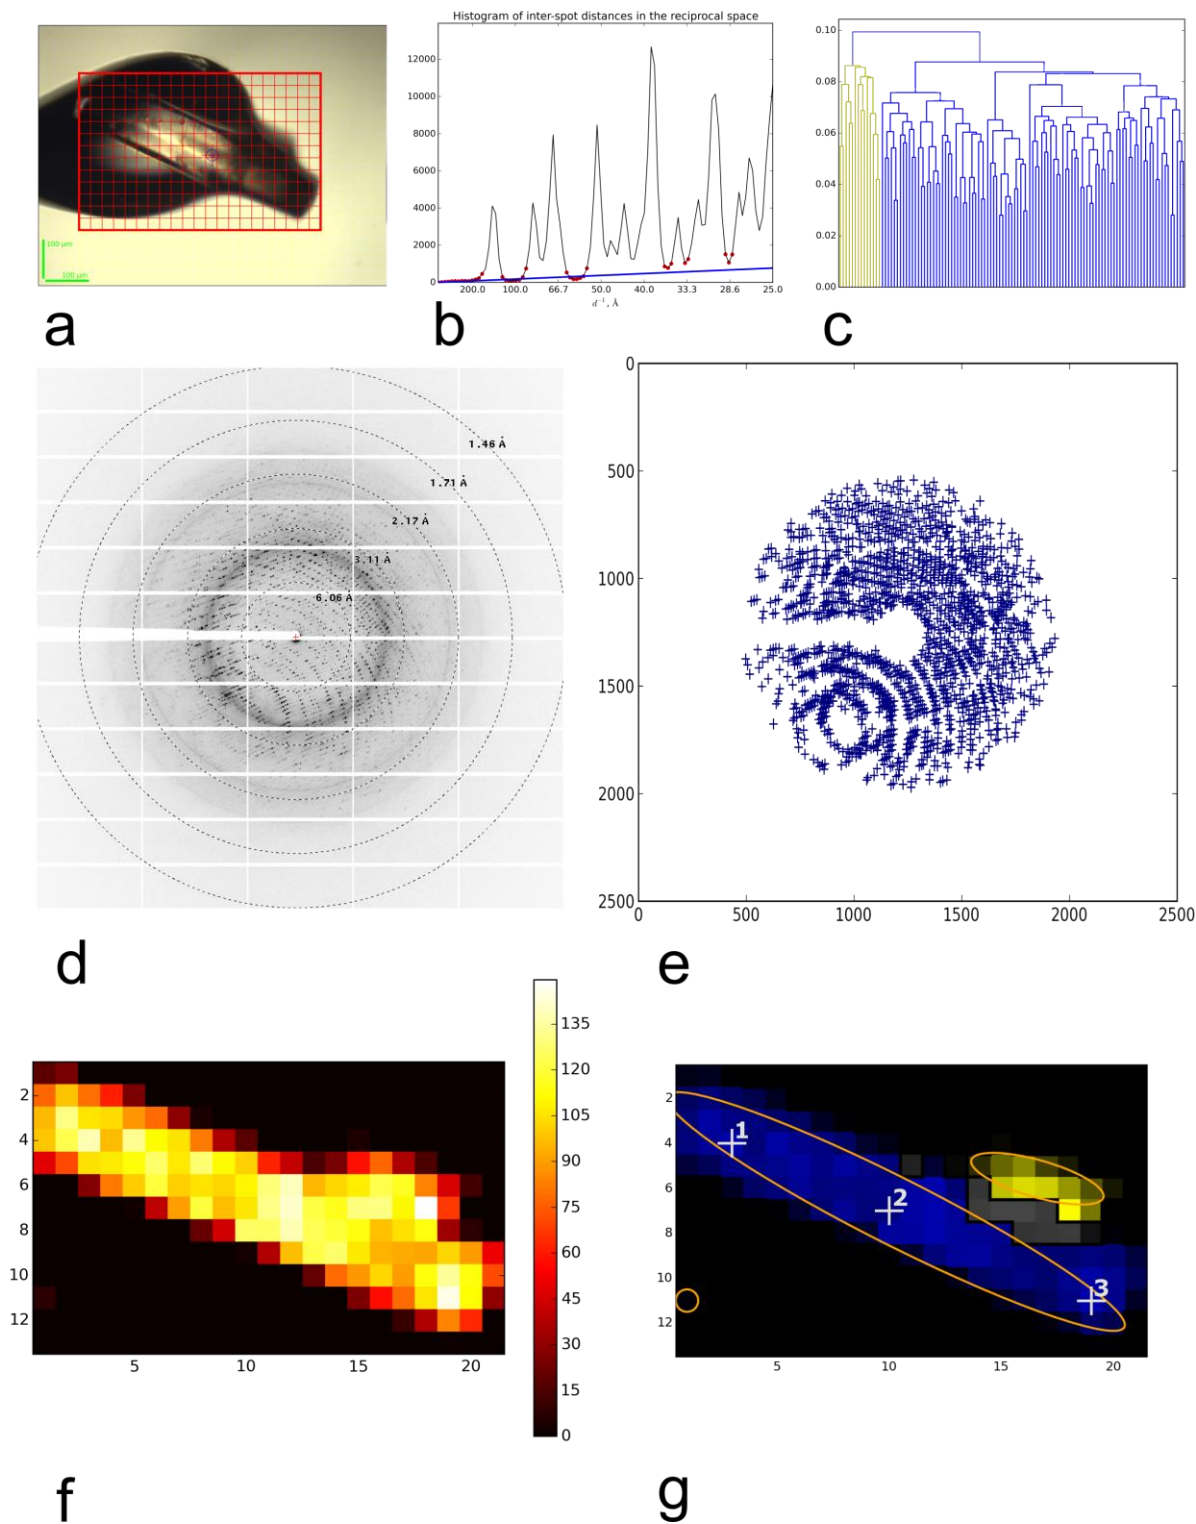 100 μm
100 μm
a
Histogram of inter-spot distances in the reciprocal space
12000
10000
8000
6000
4000
2000
0
200.0 100.0 66.7 50.0 40.0 33.3 28.6 25.0
d⁻¹, Å
b
0.10
0.08
0.06
0.04
0.02
0.00
c
1.46 Å
1.71 Å
2.17 Å
3.11 Å
6.06 Å
d
0
500
1000
1500
2000
2500
0 500 1000 1500 2000 2500
e
2
4
6
8
10
12
5 10 15 20
135
120
105
90
75
60
45
30
15
0
f
2
4
6
8
10
12
5 10 15 20
1
2
3
g